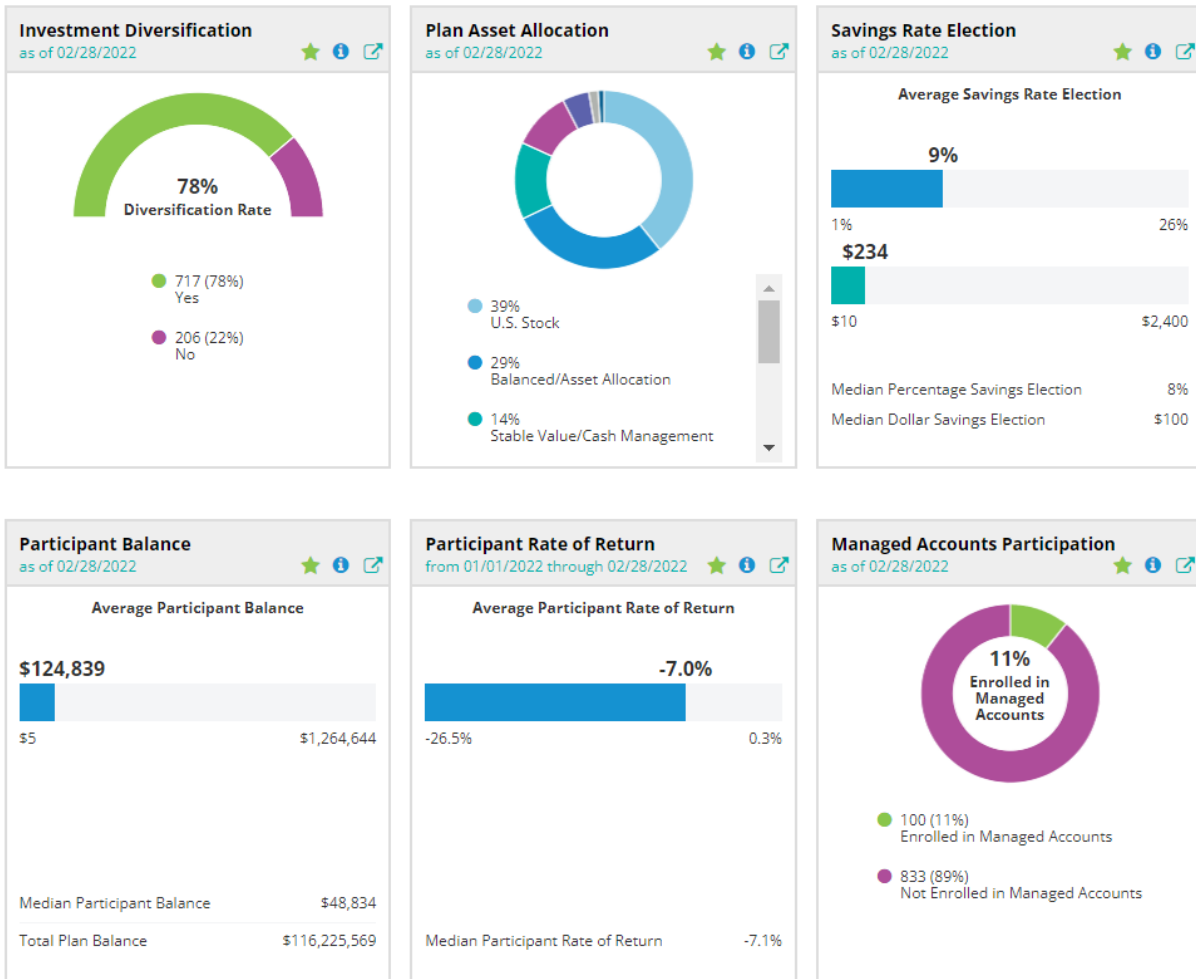 Investment Diversification
as of 02/28/2022
78%
Diversification Rate
717 (78%)
Yes
206 (22%)
No
Plan Asset Allocation
as of 02/28/2022
39%
U.S. Stock
29%
Balanced/Asset Allocation
14%
Stable Value/Cash Management
Savings Rate Election
as of 02/28/2022
Average Savings Rate Election
9%
1% 26%
$234
$10 $2,400
Median Percentage Savings Election 8%
Median Dollar Savings Election $100
Participant Balance
as of 02/28/2022
Average Participant Balance
$124,839
$5 $1,264,644
Median Participant Balance $48,834
Total Plan Balance $116,225,569
Participant Rate of Return
from 01/01/2022 through 02/28/2022
Average Participant Rate of Return
-7.0%
-26.5% 0.3%
Median Participant Rate of Return -7.1%
Managed Accounts Participation
as of 02/28/2022
11%
Enrolled in
Managed
Accounts
100 (11%)
Enrolled in Managed Accounts
833 (89%)
Not Enrolled in Managed Accounts